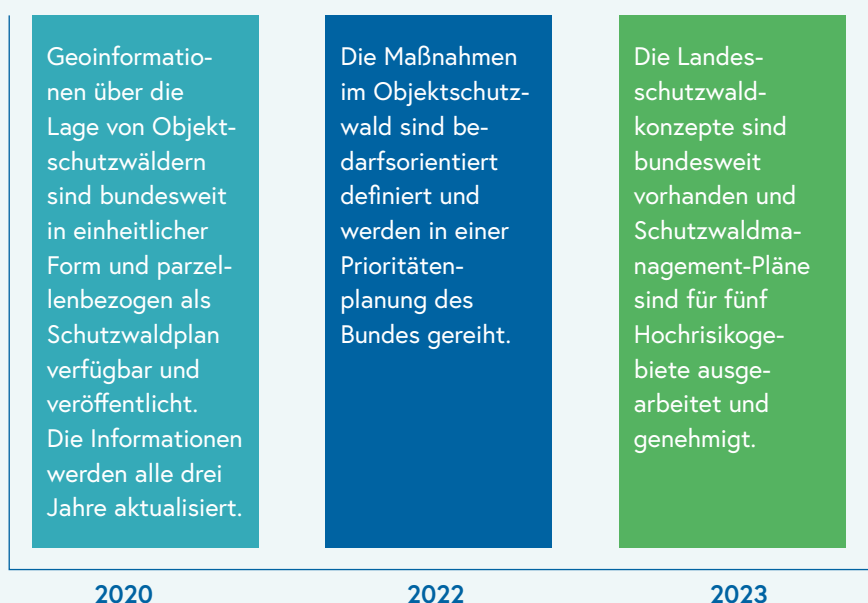 Geoinformatio-
nen über die
Lage von Objekt-
schutzwäldern
sind bundesweit
in einheitlicher
Form und parzel-
lenbezogen als
Schutzwaldplan
verfügbar und
veröffentlicht.
Die Informationen
werden alle drei
Jahre aktualisiert.
2020
Die Maßnahmen
im Objektschutz-
wald sind be-
darfsorientiert
definiert und
werden in einer
Prioritäten-
planung des
Bundes gereiht.
2022
Die Landes-
schutzwald-
konzepte sind
bundesweit
vorhanden und
Schutzwaldma-
nagement-Pläne
sind für fünf
Hochrisikoge-
biete ausge-
arbeitet und
genehmigt.
2023